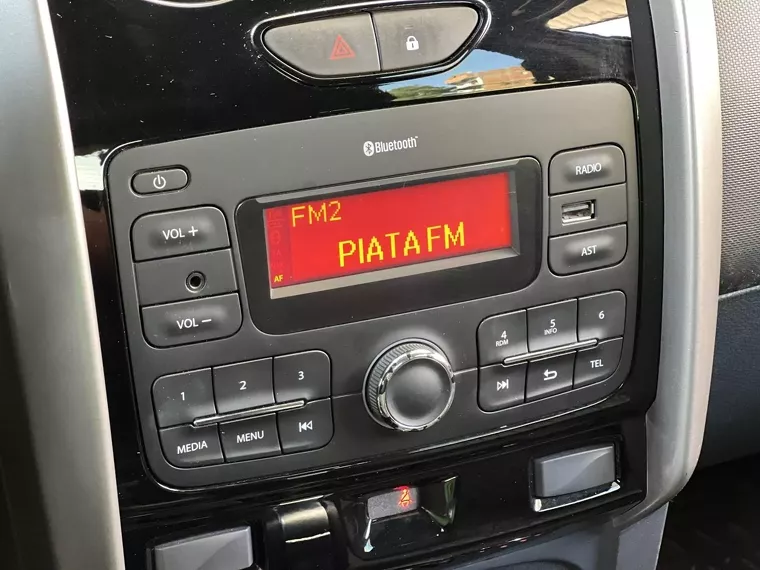 Bluetooth™
RADIO
VOL +
FM2
PIATA FM
AF
AST
VOL −
4 RDM
5 INFO
6
1
2
3
TEL
MEDIA
MENU